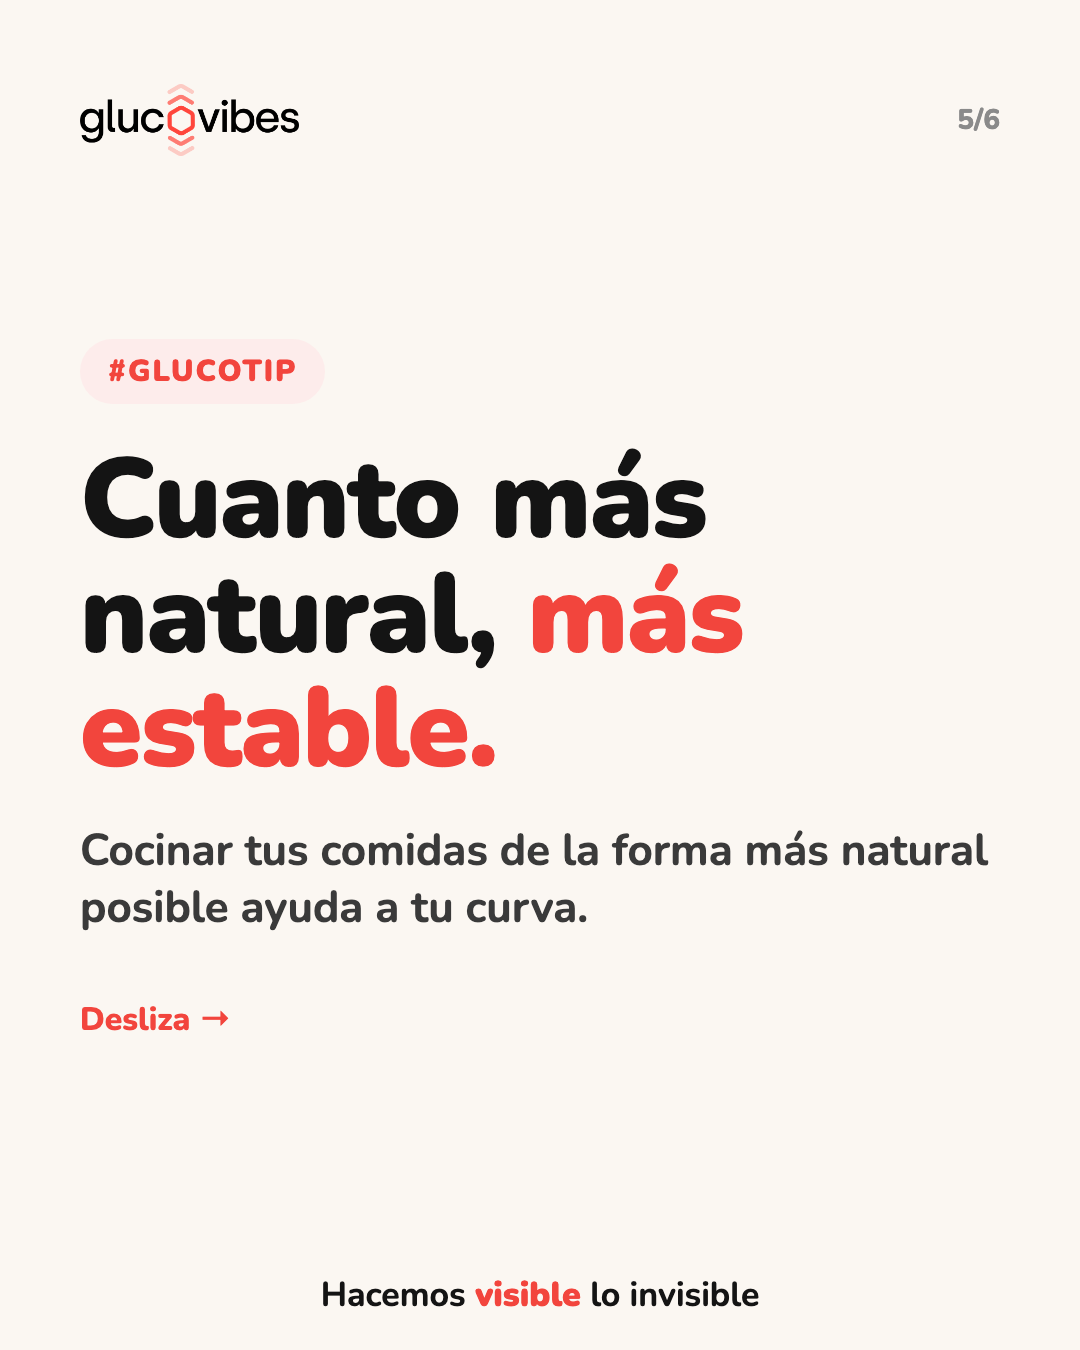 glucovibes
5/6
#GLUCOTIP
Cuanto más
natural, más
estable.
Cocinar tus comidas de la forma más natural
posible ayuda a tu curva.
Desliza →
Hacemos visible lo invisible